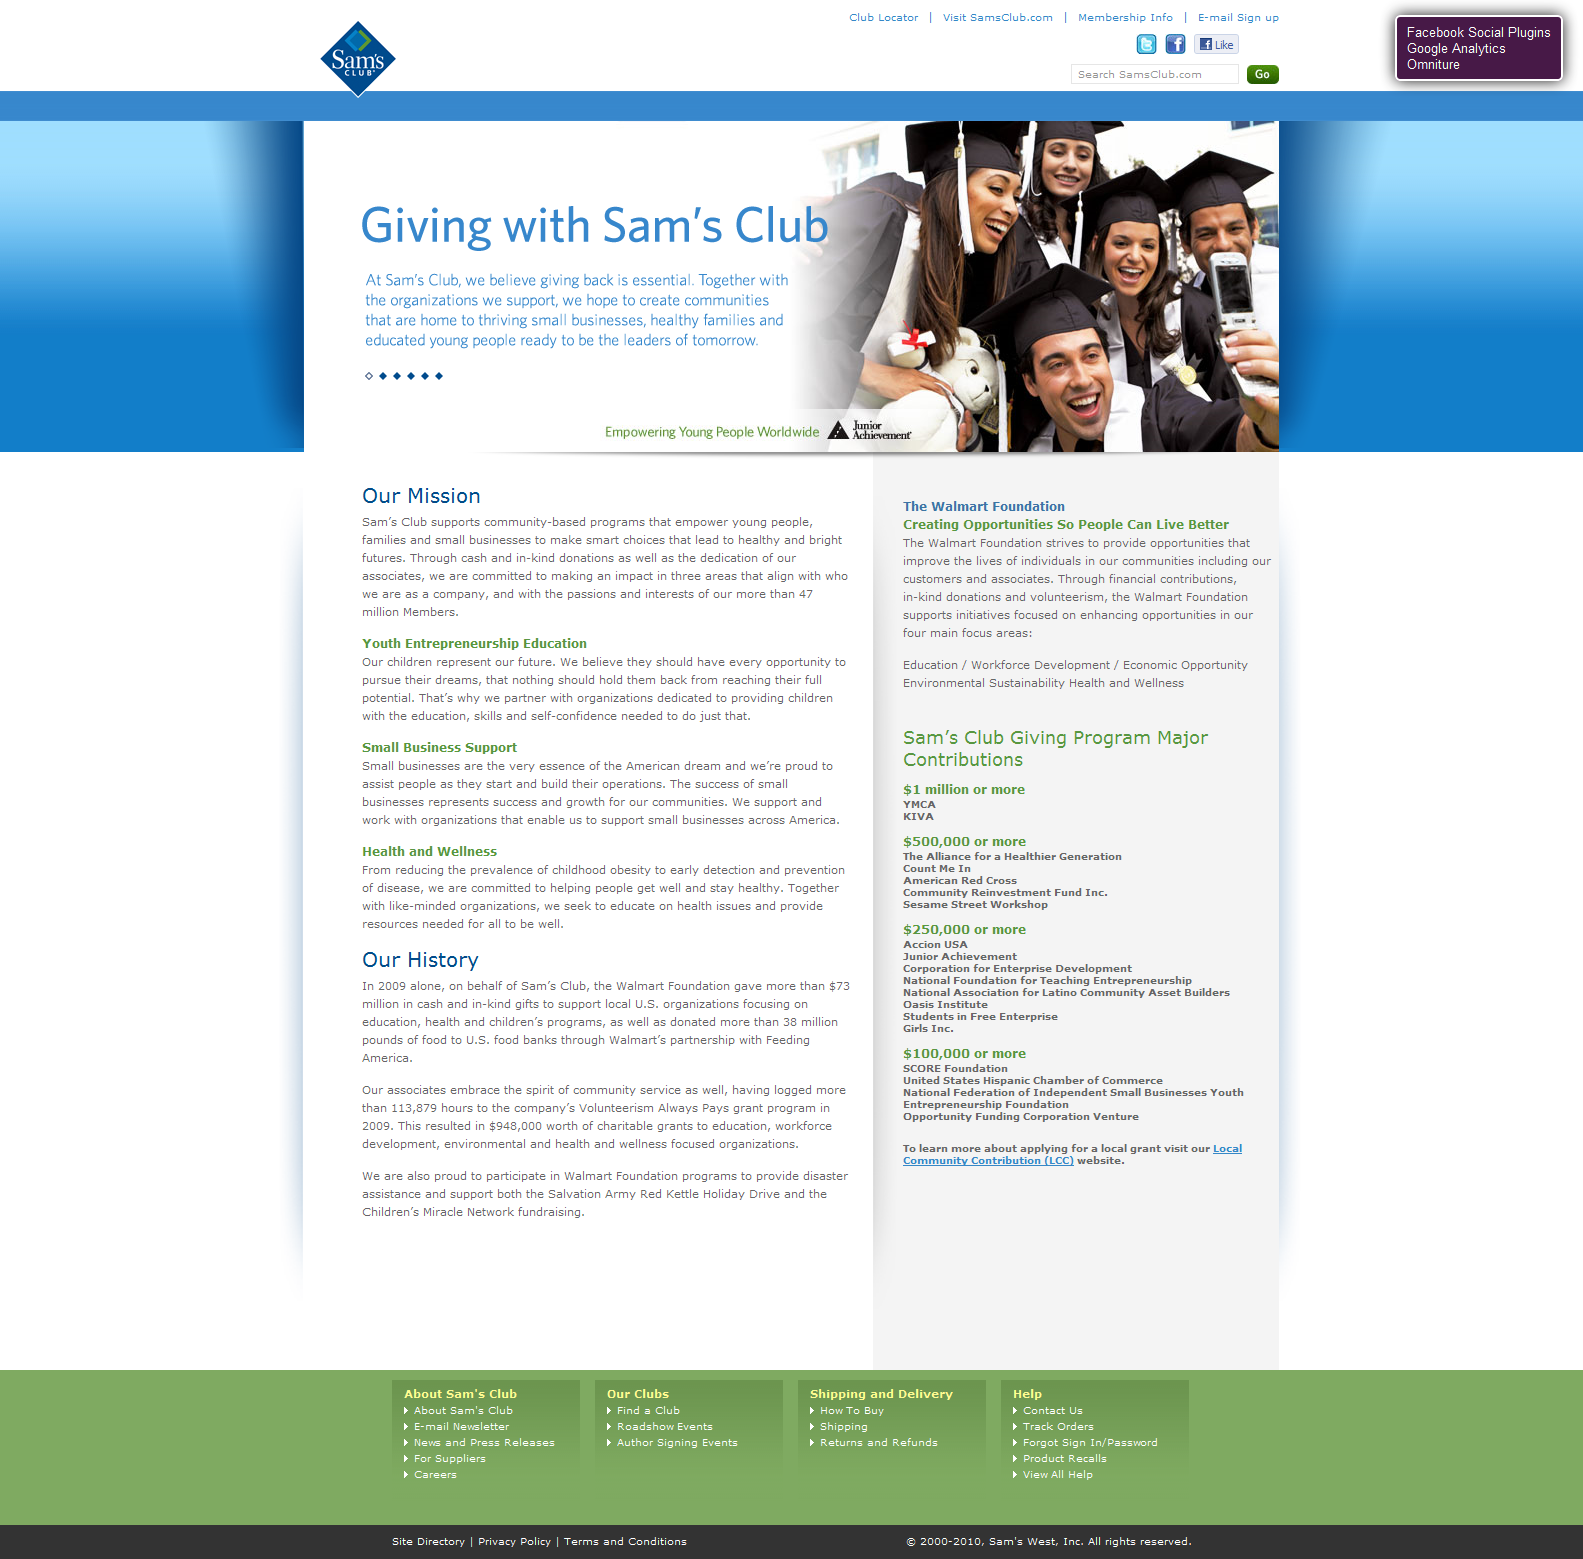 Club Locator | Visit SamsClub.com | Membership Info | E-mail Sign up
Facebook Social Plugins
Google Analytics
Omniture
Sam's
CLUB
Like
Search SamsClub.com Go
Giving with Sam's Club
At Sam's Club, we believe giving back is essential. Together with
the organizations we support, we hope to create communities
that are home to thriving small businesses, healthy families and
educated young people ready to be the leaders of tomorrow.
Empowering Young People Worldwide
Junior
Achievement
Our Mission
Sam's Club supports community-based programs that empower young people,
families and small businesses to make smart choices that lead to healthy and bright
futures. Through cash and in-kind donations as well as the dedication of our
associates, we are committed to making an impact in three areas that align with who
we are as a company, and with the passions and interests of our more than 47
million Members.
Youth Entrepreneurship Education
Our children represent our future. We believe they should have every opportunity to
pursue their dreams, that nothing should hold them back from reaching their full
potential. That's why we partner with organizations dedicated to providing children
with the education, skills and self-confidence needed to do just that.
Small Business Support
Small businesses are the very essence of the American dream and we're proud to
assist people as they start and build their operations. The success of small
businesses represents success and growth for our communities. We support and
work with organizations that enable us to support small businesses across America.
Health and Wellness
From reducing the prevalence of childhood obesity to early detection and prevention
of disease, we are committed to helping people get well and stay healthy. Together
with like-minded organizations, we seek to educate on health issues and provide
resources needed for all to be well.
Our History
In 2009 alone, on behalf of Sam's Club, the Walmart Foundation gave more than $73
million in cash and in-kind gifts to support local U.S. organizations focusing on
education, health and children's programs, as well as donated more than 38 million
pounds of food to U.S. food banks through Walmart's partnership with Feeding
America.
Our associates embrace the spirit of community service as well, having logged more
than 113,879 hours to the company's Volunteerism Always Pays grant program in
2009. This resulted in $948,000 worth of charitable grants to education, workforce
development, environmental and health and wellness focused organizations.
We are also proud to participate in Walmart Foundation programs to provide disaster
assistance and support both the Salvation Army Red Kettle Holiday Drive and the
Children's Miracle Network fundraising.
The Walmart Foundation
Creating Opportunities So People Can Live Better
The Walmart Foundation strives to provide opportunities that
improve the lives of individuals in our communities including our
customers and associates. Through financial contributions,
in-kind donations and volunteerism, the Walmart Foundation
supports initiatives focused on enhancing opportunities in our
four main focus areas:
Education / Workforce Development / Economic Opportunity
Environmental Sustainability Health and Wellness
Sam's Club Giving Program Major
Contributions
$1 million or more
YMCA
KIVA
$500,000 or more
The Alliance for a Healthier Generation
Count Me In
American Red Cross
Community Reinvestment Fund Inc.
Sesame Street Workshop
$250,000 or more
Accion USA
Junior Achievement
Corporation for Enterprise Development
National Foundation for Teaching Entrepreneurship
National Association for Latino Community Asset Builders
Oasis Institute
Students in Free Enterprise
Girls Inc.
$100,000 or more
SCORE Foundation
United States Hispanic Chamber of Commerce
National Federation of Independent Small Businesses Youth
Entrepreneurship Foundation
Opportunity Funding Corporation Venture
To learn more about applying for a local grant visit our Local
Community Contribution (LCC) website.
About Sam's Club
About Sam's Club
E-mail Newsletter
News and Press Releases
For Suppliers
Careers
Our Clubs
Find a Club
Roadshow Events
Author Signing Events
Shipping and Delivery
How To Buy
Shipping
Returns and Refunds
Help
Contact Us
Track Orders
Forgot Sign In/Password
Product Recalls
View All Help
Site Directory | Privacy Policy | Terms and Conditions
© 2000-2010, Sam's West, Inc. All rights reserved.